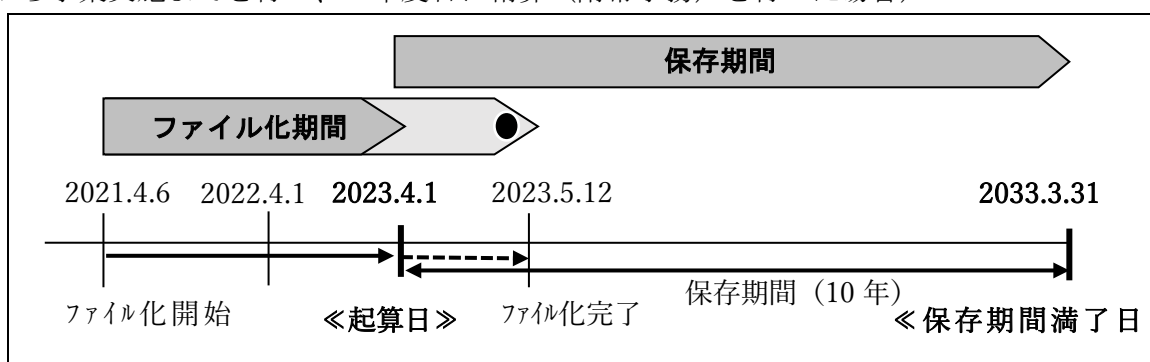 保存期間
ファイル化期間
2021.4.6 2022.4.1 2023.4.1 2023.5.12 2033.3.31
ファイル化開始 ≪起算日≫ ファイル化完了 保存期間（10 年） ≪保存期間満了日